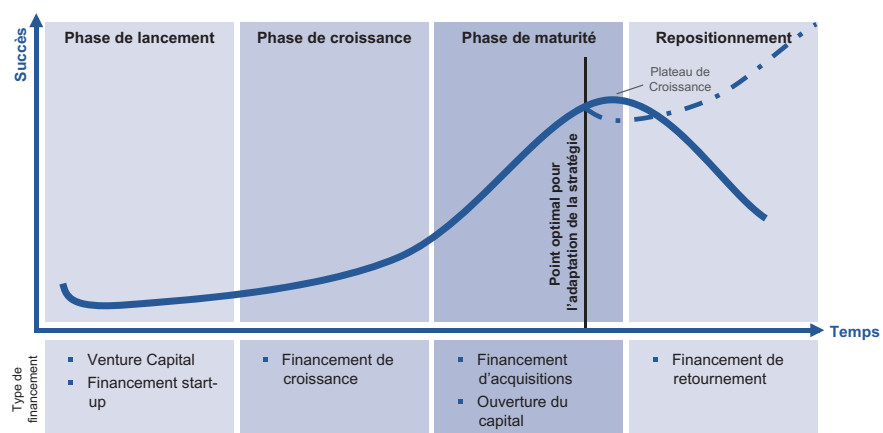 Succès
Phase de lancement
Phase de croissance
Phase de maturité
Repositionnement
Plateau de
Croissance
Point optimal pour
l'adaptation de la stratégie
Temps
Type de
financement
▪ Venture Capital
▪ Financement start-
up
▪ Financement de
croissance
▪ Financement
d'acquisitions
▪ Ouverture du
capital
▪ Financement de
retournement